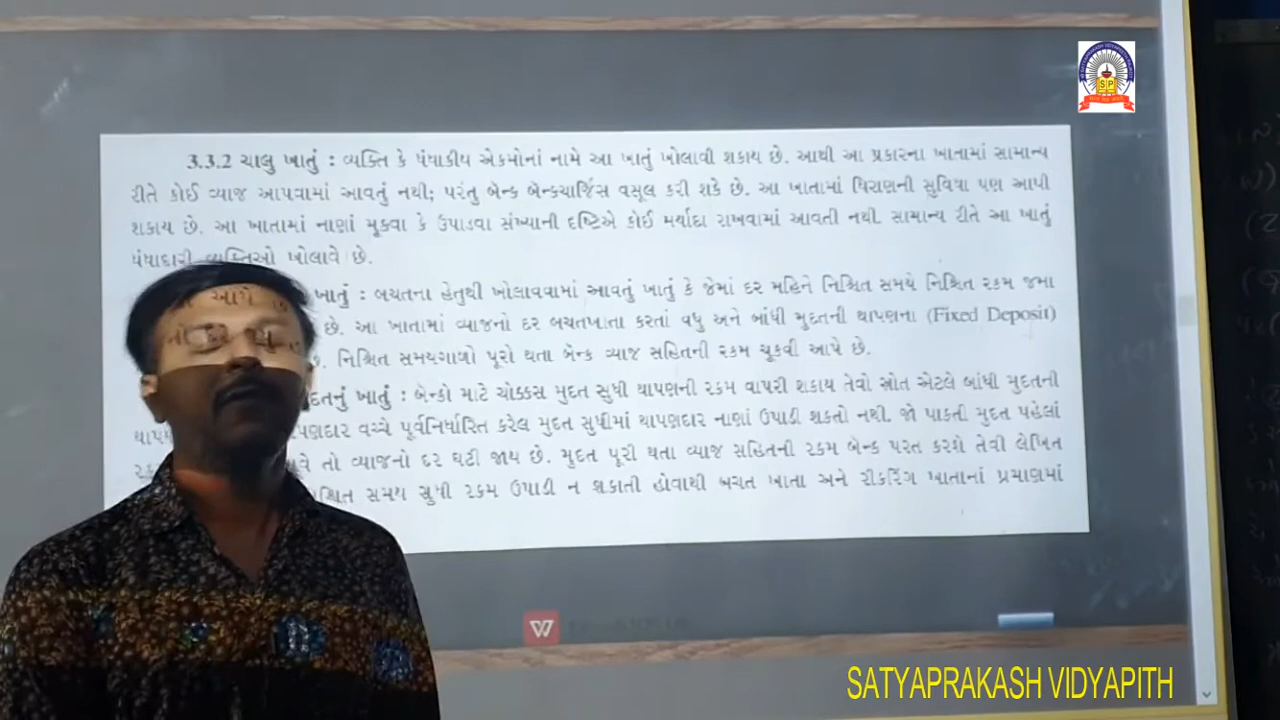 3.3.2 ચાલુ ખાતું : વ્યક્તિ કે ધંધાકીય એકમોનાં નામે આ ખાતું ખોલાવી શકાય છે. આથી આ પ્રકારના ખાતામાં સામાન્ય
રીતે કોઈ વ્યાજ આપવામાં આવતું નથી; પરંતુ બૅન્ક બૅન્કચાર્જિસ વસૂલ કરી શકે છે. આ ખાતામાં ધિરાણની સુવિધા પણ આપી
શકાય છે. આ ખાતામાં નાણાં મૂકવા કે ઉપાડવા સંખ્યાની દૃષ્ટિએ કોઈ મર્યાદા રાખવામાં આવતી નથી. સામાન્ય રીતે આ ખાતું
ધંધાદારી વ્યક્તિઓ ખોલાવે છે.
ખાતું : બચતના હેતુથી ખોલાવવામાં આવતું ખાતું કે જેમાં દર મહિને નિશ્ચિત સમયે નિશ્ચિત રકમ જમા
છે. આ ખાતામાં વ્યાજનો દર બચતખાતા કરતાં વધુ અને બાંધી મુદતની થાપણના (Fixed Deposit)
નિશ્ચિત સમયગાળો પૂરો થતા બૅન્ક વ્યાજ સહિતની રકમ ચૂકવી આપે છે.
ખાતું : બૅન્કો માટે ચોક્કસ મુદત સુધી થાપણની રકમ વાપરી શકાય તેવો સ્રોત એટલે બાંધી મુદતની
વચ્ચે પૂર્વનિર્ધારિત કરેલ મુદત સુધીમાં થાપણદાર નાણાં ઉપાડી શકતો નથી. જો પાકતી મુદત પહેલાં
તો વ્યાજનો દર ઘટી જાય છે. મુદત પૂરી થતા વ્યાજ સહિતની રકમ બૅન્ક પરત કરશે તેવી લેખિત
સમય સુધી રકમ ઉપાડી ન શકાતી હોવાથી બચત ખાતા અને રીકરિંગ ખાતાનાં પ્રમાણમાં
SATYAPRAKASH VIDYAPITH